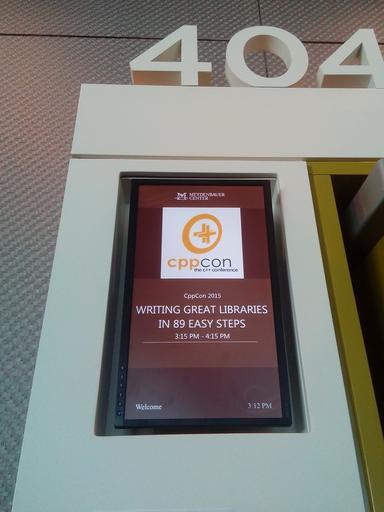 404
MEYDENBAUER
CENTER
cppcon
the c++ conference
CppCon 2015
WRITING GREAT LIBRARIES
IN 89 EASY STEPS
3:15 PM - 4:15 PM
Welcome 3:12 PM